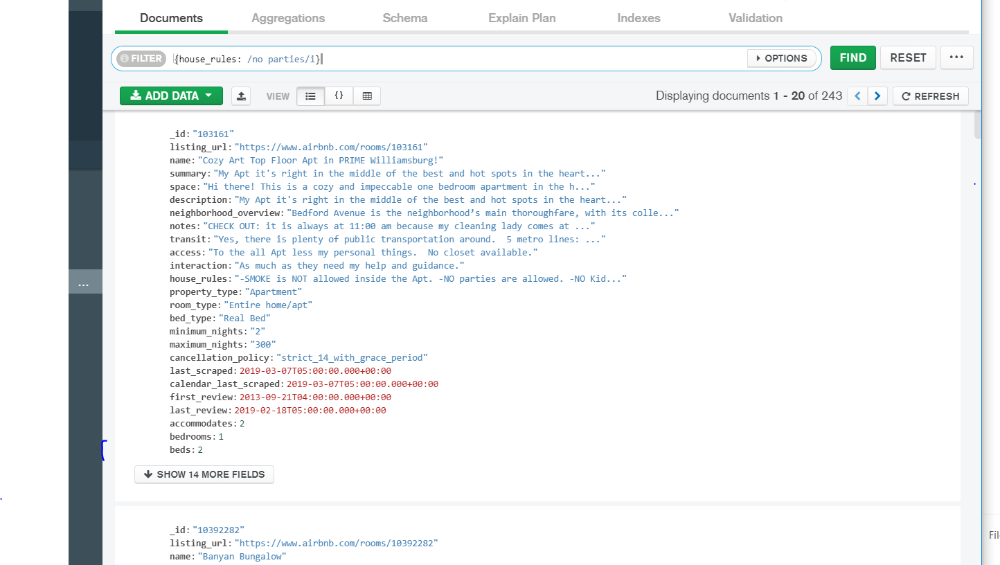 Documents Aggregations Schema Explain Plan Indexes Validation
FILTER {house_rules: /no parties/i} OPTIONS FIND RESET ...
ADD DATA VIEW {} Displaying documents 1 - 20 of 243 REFRESH
_id: "103161"
listing_url: "https://www.airbnb.com/rooms/103161"
name: "Cozy Art Top Floor Apt in PRIME Williamsburg!"
summary: "My Apt it's right in the middle of the best and hot spots in the heart..."
space: "Hi there! This is a cozy and impeccable one bedroom apartment in the h..."
description: "My Apt it's right in the middle of the best and hot spots in the heart..."
neighborhood_overview: "Bedford Avenue is the neighborhood’s main thoroughfare, with its colle..."
notes: "CHECK OUT: it is always at 11:00 am because my cleaning lady comes at ..."
transit: "Yes, there is plenty of public transportation around.  5 metro lines: ..."
access: "To the all Apt less my personal things.  No closet available."
interaction: "As much as they need my help and guidance."
house_rules: "-SMOKE is NOT allowed inside the Apt. -NO parties are allowed. -NO Kid..."
...
property_type: "Apartment"
room_type: "Entire home/apt"
bed_type: "Real Bed"
minimum_nights: "2"
maximum_nights: "300"
cancellation_policy: "strict_14_with_grace_period"
last_scraped: 2019-03-07T05:00:00.000+00:00
calendar_last_scraped: 2019-03-07T05:00:00.000+00:00
first_review: 2013-09-21T04:00:00.000+00:00
last_review: 2019-02-18T05:00:00.000+00:00
accommodates: 2
bedrooms: 1
beds: 2
SHOW 14 MORE FIELDS
_id: "10392282"
listing_url: "https://www.airbnb.com/rooms/10392282"
Fil
name: "Banyan Bungalow"